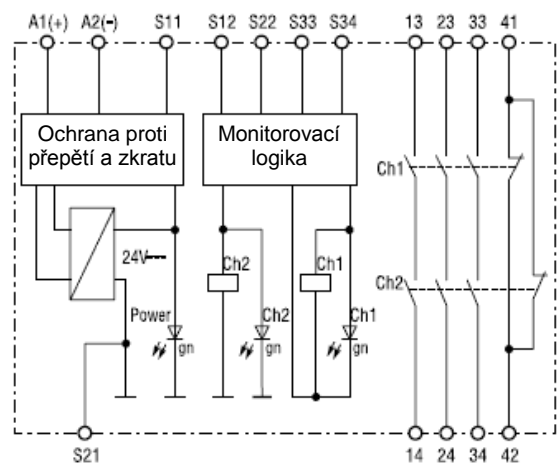 A1(+) A2(-) S11 S12 S22 S33 S34 13 23 33 41
Ochrana proti
přepětí a zkratu
Monitorovací
logika
Ch1
24V
Ch2
Ch1
Ch2
Power
Ch2
Ch1
gn
gn
gn
S21
14 24 34 42